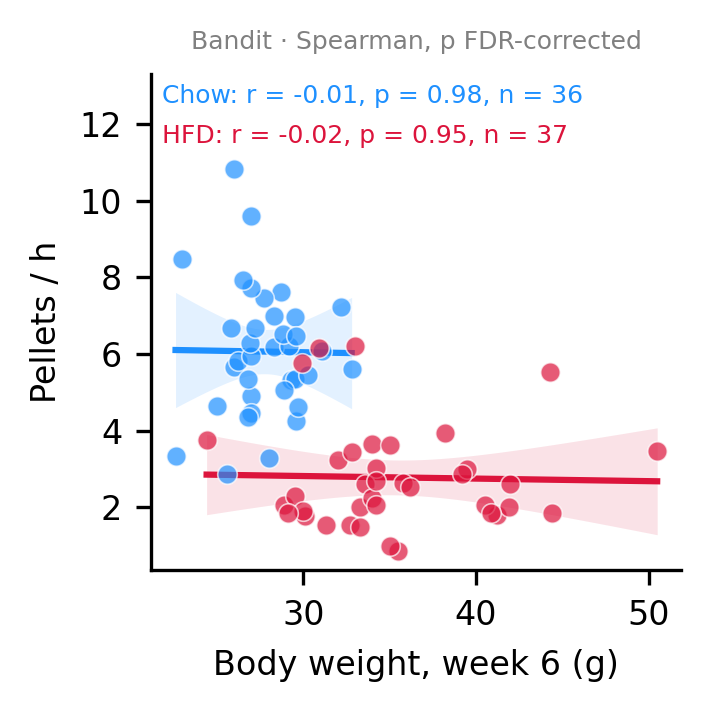 Bandit · Spearman, p FDR-corrected
Chow: r = -0.01, p = 0.98, n = 36
HFD: r = -0.02, p = 0.95, n = 37
12
10
8
6
4
2
Pellets / h
30 40 50
Body weight, week 6 (g)